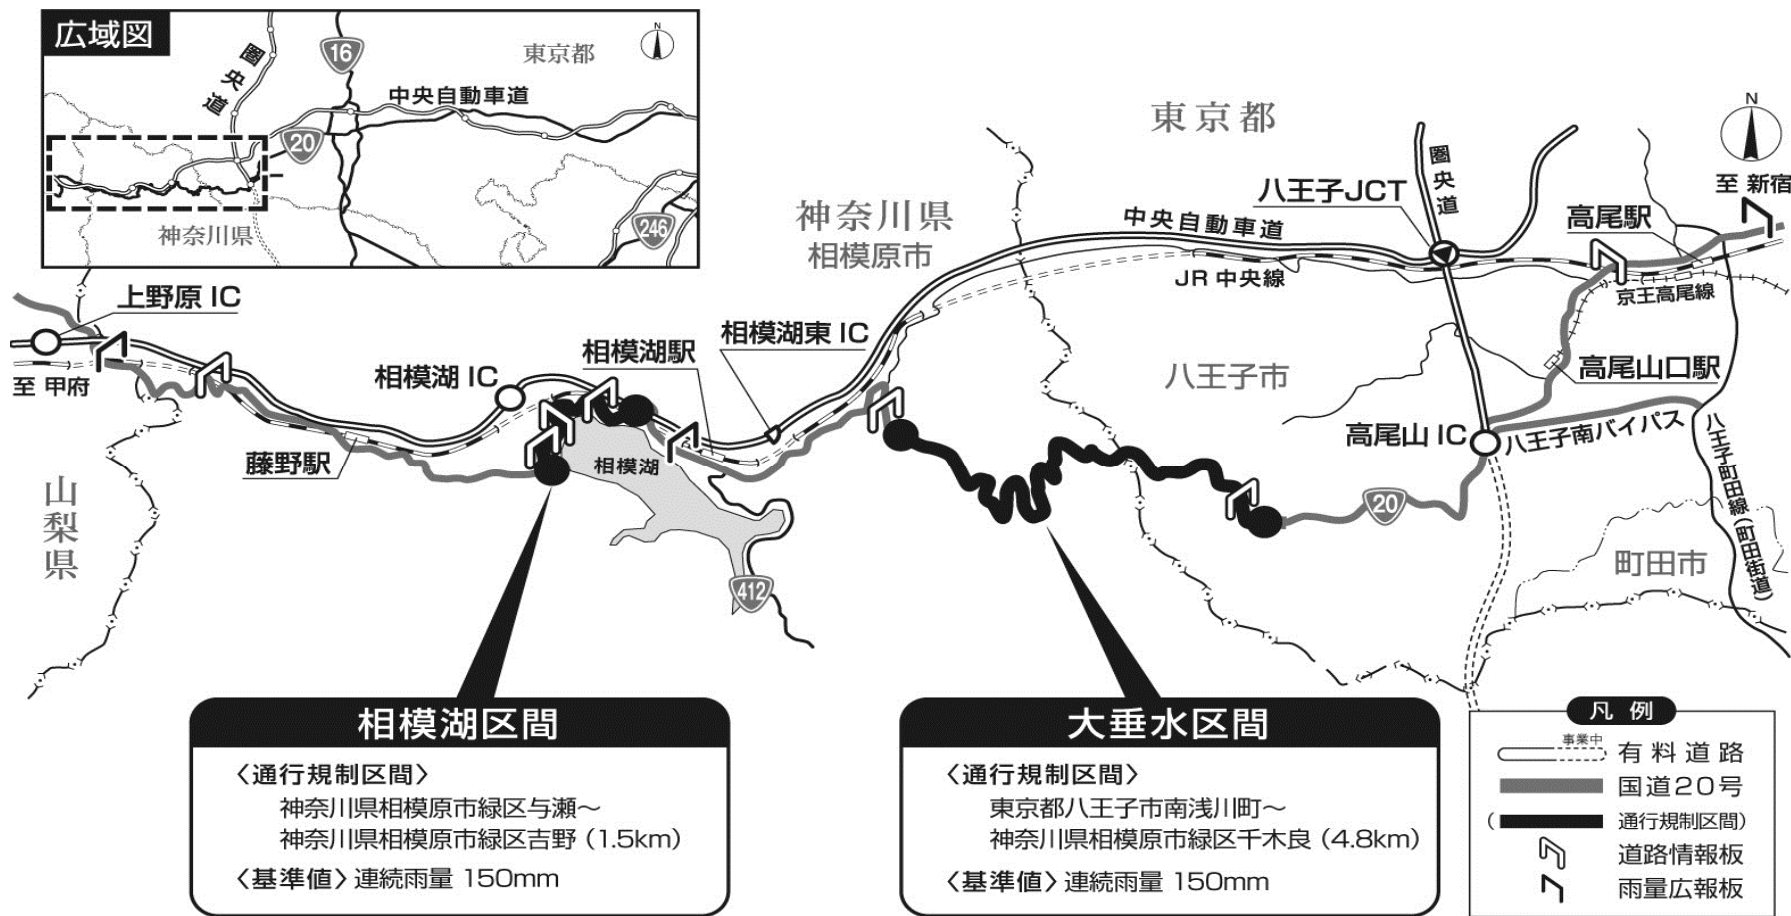 広域図
N
16
東京都
圏央道
中央自動車道
20
神奈川県
246
東京都
N
至 新宿
圏央道
八王子JCT
高尾駅
神奈川県
相模原市
中央自動車道
JR 中央線
京王高尾線
上野原 IC
至 甲府
相模湖 IC
相模湖駅
相模湖東 IC
八王子市
高尾山口駅
藤野駅
相模湖
高尾山 IC
八王子南バイパス
八王子町田線(町田街道)
20
山梨県
412
町田市
相模湖区間
〈通行規制区間〉
神奈川県相模原市緑区与瀬～
神奈川県相模原市緑区吉野 (1.5km)
〈基準値〉連続雨量 150mm
大垂水区間
〈通行規制区間〉
東京都八王子市南浅川町～
神奈川県相模原市緑区千木良 (4.8km)
〈基準値〉連続雨量 150mm
凡 例
事業中
有料道路
国道20号
( 通行規制区間)
道路情報板
雨量広報板